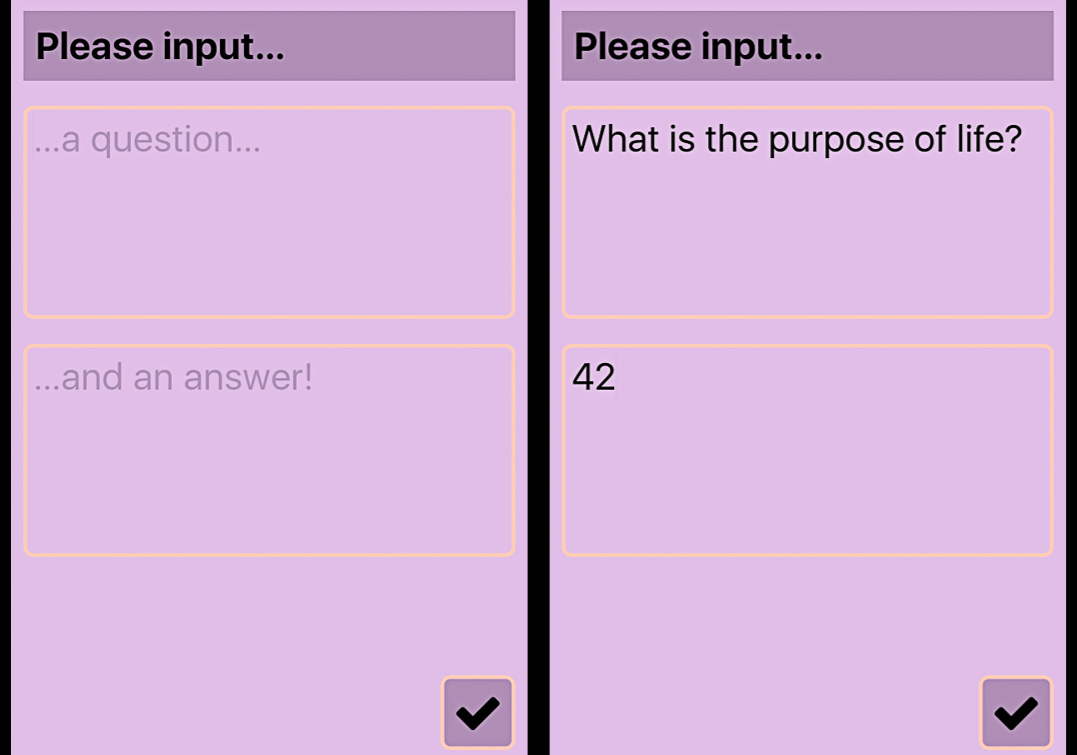 Please input...
...a question...
...and an answer!
Please input...
What is the purpose of life?
42